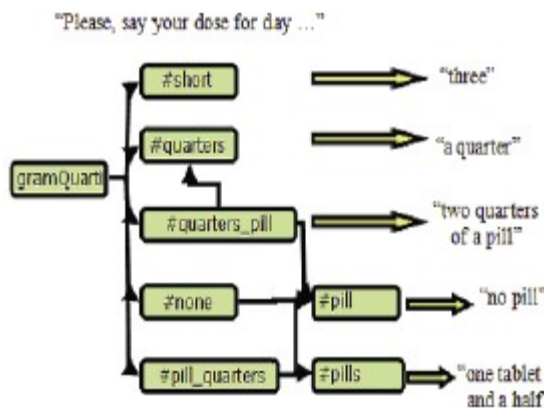 “Please, say your dose for day ...”
#short
“three”
#quarters
“a quarter”
gramQuarti
#quarters_pill
“two quarters
of a pill”
#none
#pill
“no pill”
#pill_quarters
#pills
“one tablet
and a half